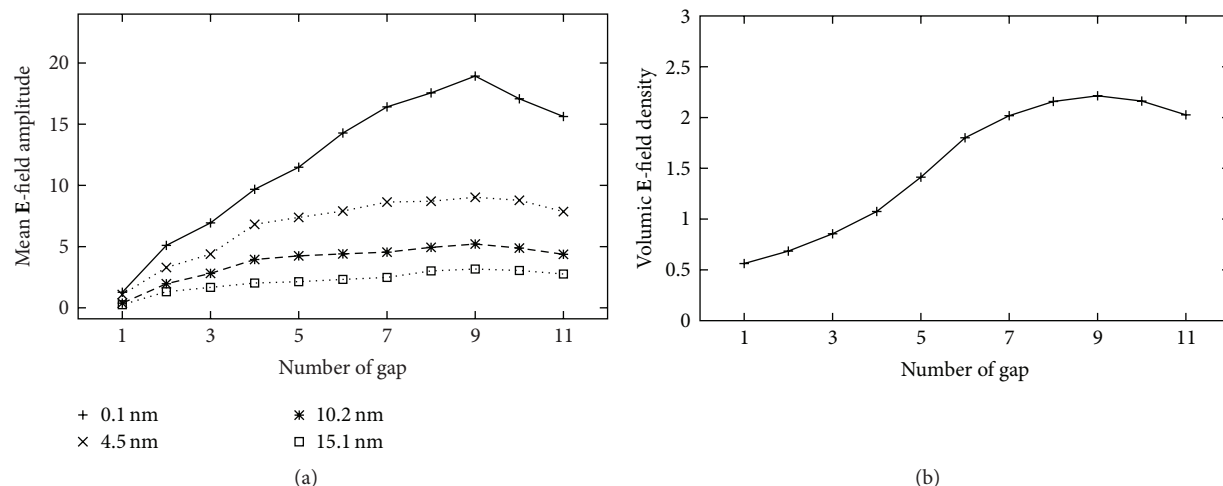 20
15
10
5
0
Mean E-field amplitude
1 3 5 7 9 11
Number of gap
+ 0.1 nm
× 4.5 nm
∗ 10.2 nm
□ 15.1 nm
(a)
3
2.5
2
1.5
1
0.5
0
Volumic E-field density
1 3 5 7 9 11
Number of gap
(b)